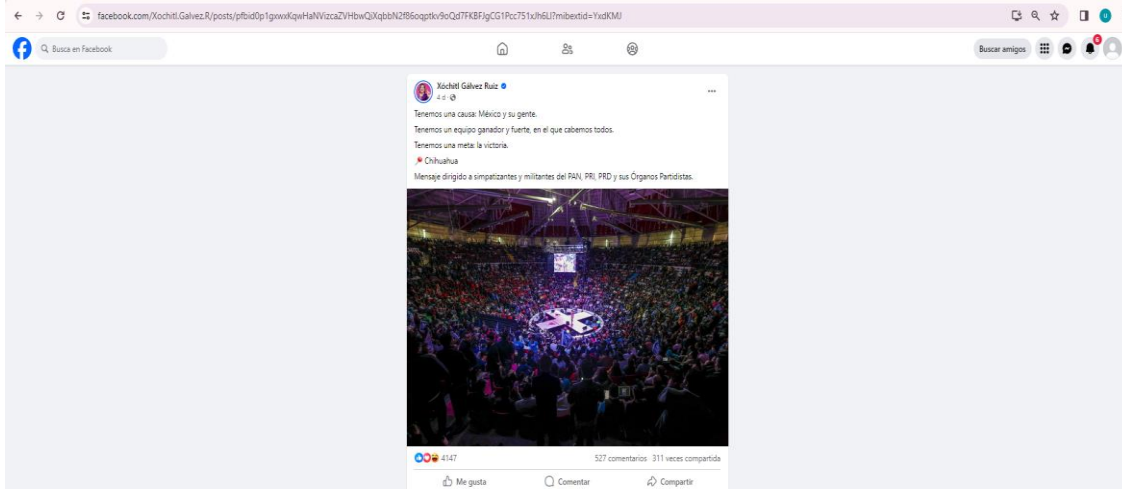 facebook.com/Xochitl.Galvez.R/posts/pfbid0p1gxwxKqwHaNVizcaZVHbwQiXqbbN2f86oqptkv9oQd7FKBFJgCG1Pcc751xJh6LI?mibextid=YxdKMJ
Busca en Facebook
Buscar amigos
6
Xóchitl Gálvez Ruiz
4 d
Tenemos una causa: México y su gente.
Tenemos un equipo ganador y fuerte, en el que cabemos todos.
Tenemos una meta: la victoria.
Chihuahua
Mensaje dirigido a simpatizantes y militantes del PAN, PRI, PRD y sus Órganos Partidistas.
4147
527 comentarios 311 veces compartida
Me gusta
Comentar
Compartir